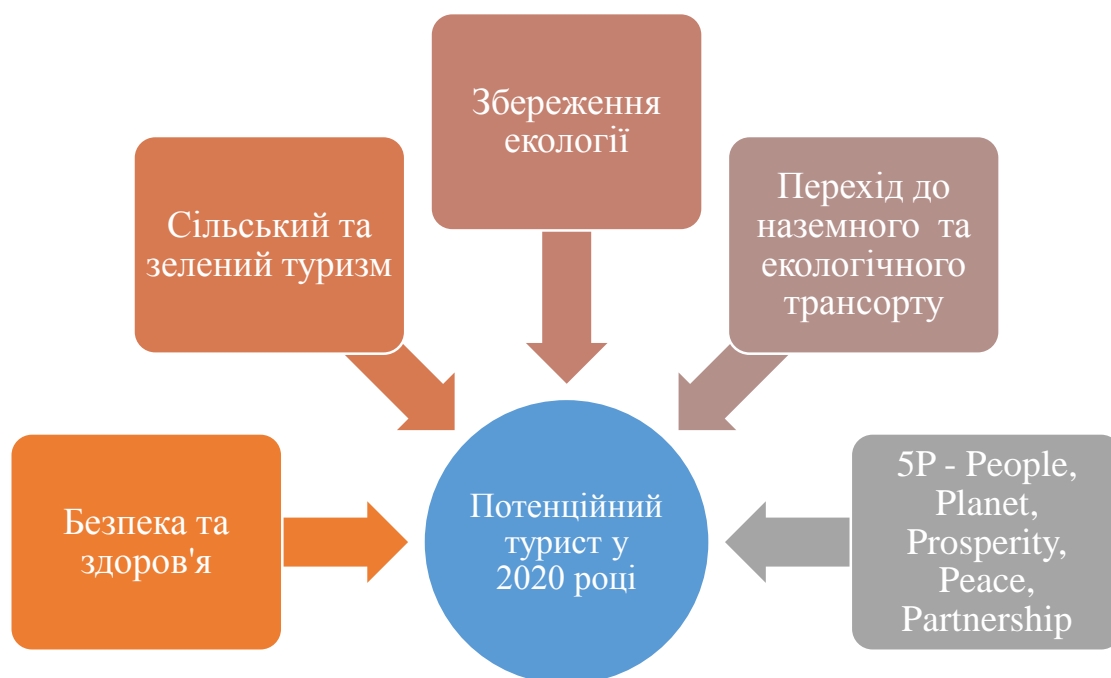 Збереження
екології
Сільський та
зелений туризм
Перехід до
наземного та
екологічного
трансорту
Безпека та
здоров'я
Потенційний
турист у
2020 році
5P - People,
Planet,
Prosperity,
Peace,
Partnership